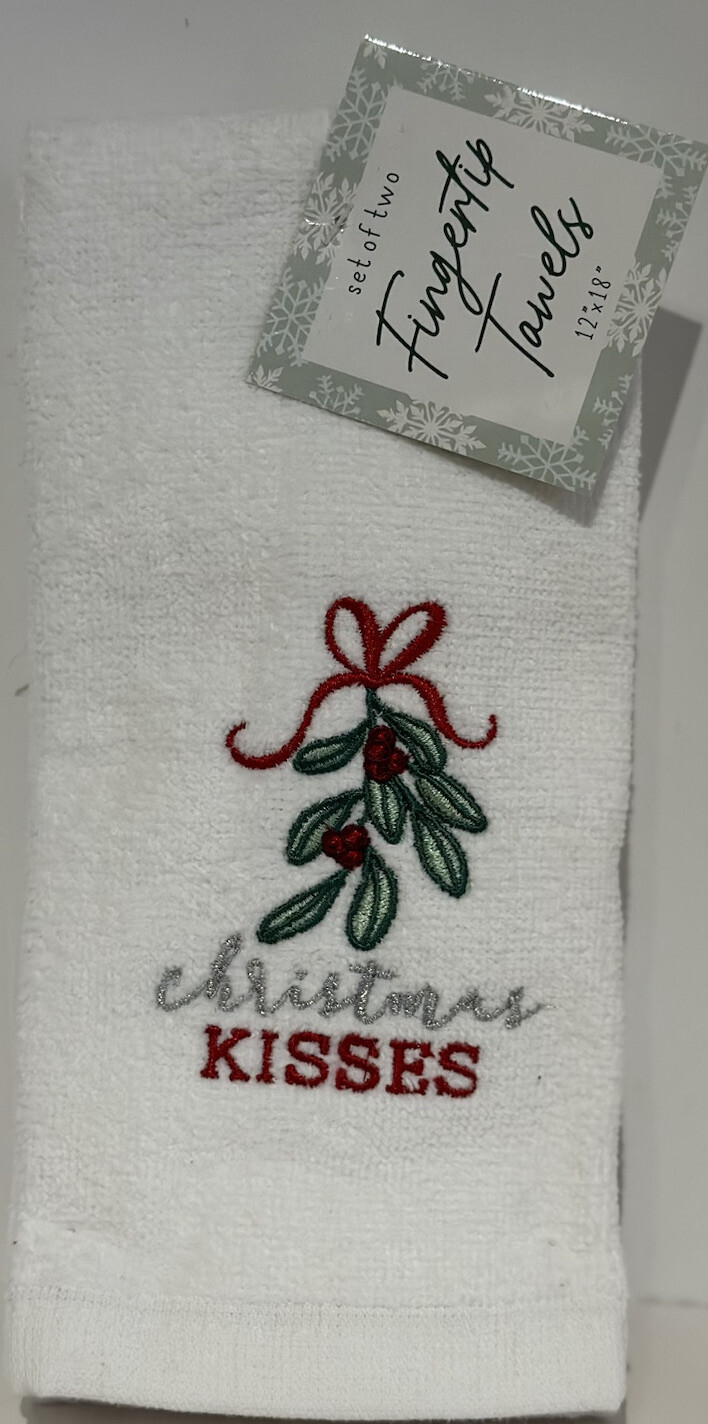 set of two
Fingertip
Towels
12"x18"
christmas
KISSES